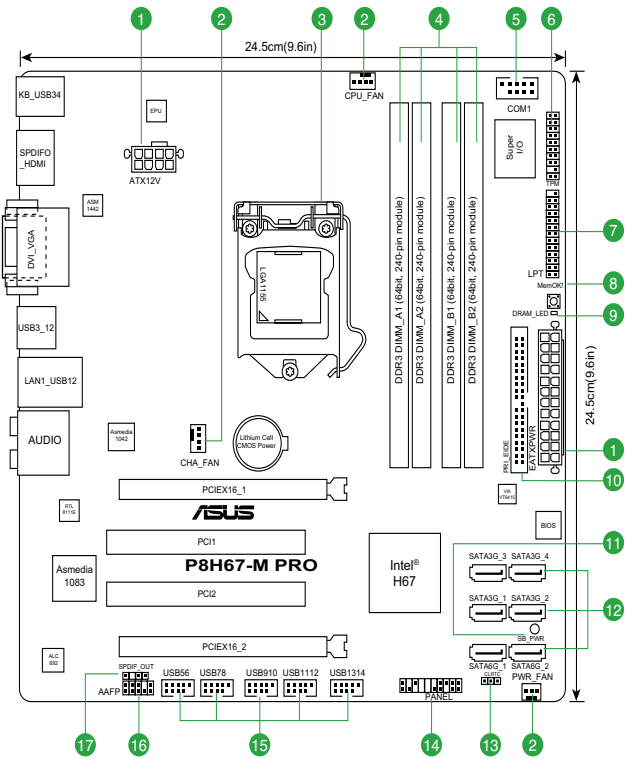 1
2
3
2
4
5
6
24.5cm(9.6in)
KB_USB34
EPU
CPU_FAN
COM1
SPDIFO
_HDMI
ATX12V
Super
I/O
TPM
ASM
1442
DVI_VGA
LGA1155
DDR3 DIMM_A1 (64bit, 240-pin module)
DDR3 DIMM_A2 (64bit, 240-pin module)
DDR3 DIMM_B1 (64bit, 240-pin module)
DDR3 DIMM_B2 (64bit, 240-pin module)
7
LPT
MemOK!
8
DRAM_LED
9
USB3_12
24.5cm(9.6in)
LAN1_USB12
AUDIO
Asmedia
1042
CHA_FAN
2
Lithium Cell
CMOS Power
PRI_EIDE
EATXPWR
1
10
VIA
VT6415
PCIEX16_1
RTL
8111E
ASUS
BIOS
PCI1
11
P8H67-M PRO
Intel®
H67
SATA3G_3
SATA3G_4
Asmedia
1083
PCI2
SATA3G_1
SATA3G_2
12
SB_PWR
PCIEX16_2
ALC
892
SATA6G_1
SATA6G_2
SPDIF_OUT
USB56
USB78
USB910
USB1112
USB1314
CLRTC
PWR_FAN
AAFP
PANEL
17
16
15
14
13
2